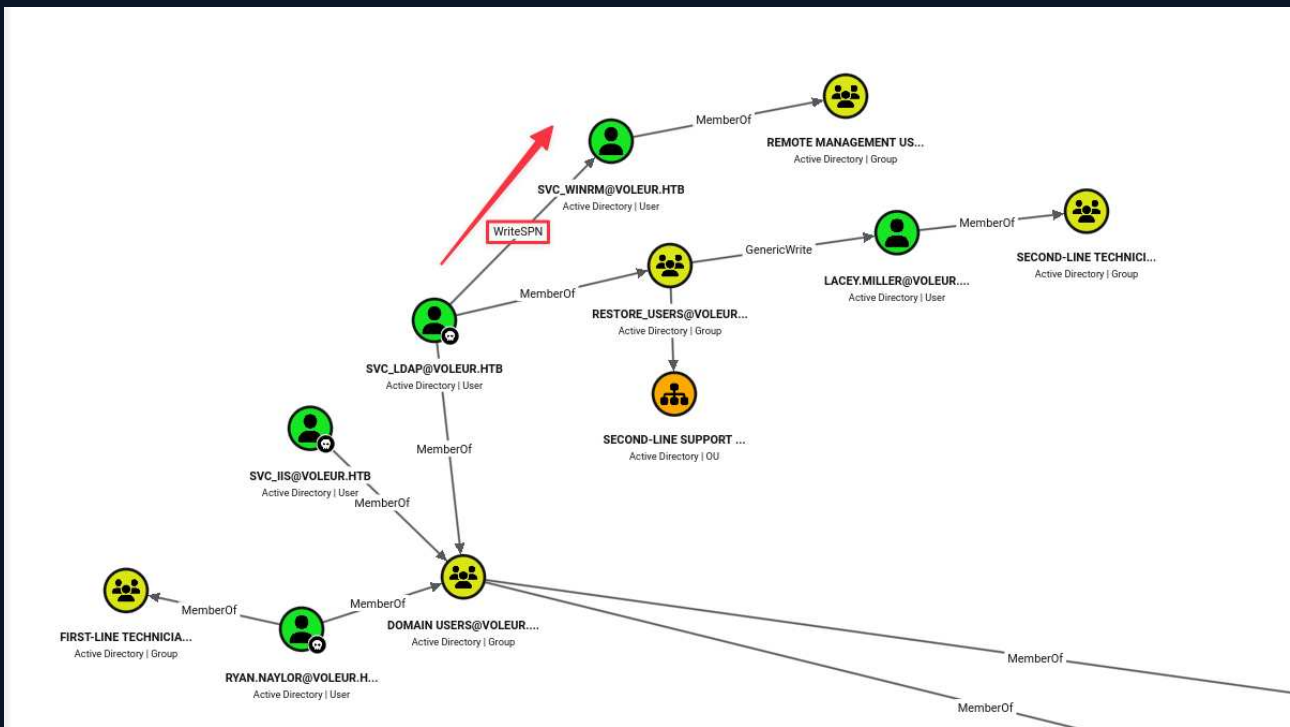 MemberOf
REMOTE MANAGEMENT US...
Active Directory | Group
SVC_WINRM@VOLEUR.HTB
Active Directory | User
WriteSPN
MemberOf
SECOND-LINE TECHNICI...
Active Directory | Group
GenericWrite
LACEY.MILLER@VOLEUR....
Active Directory | User
MemberOf
RESTORE_USERS@VOLEUR...
Active Directory | Group
SVC_LDAP@VOLEUR.HTB
Active Directory | User
SECOND-LINE SUPPORT ...
Active Directory | OU
MemberOf
SVC_IIS@VOLEUR.HTB
Active Directory | User
MemberOf
MemberOf
MemberOf
DOMAIN USERS@VOLEUR....
Active Directory | Group
FIRST-LINE TECHNICIA...
Active Directory | Group
RYAN.NAYLOR@VOLEUR.H...
Active Directory | User
MemberOf
MemberOf